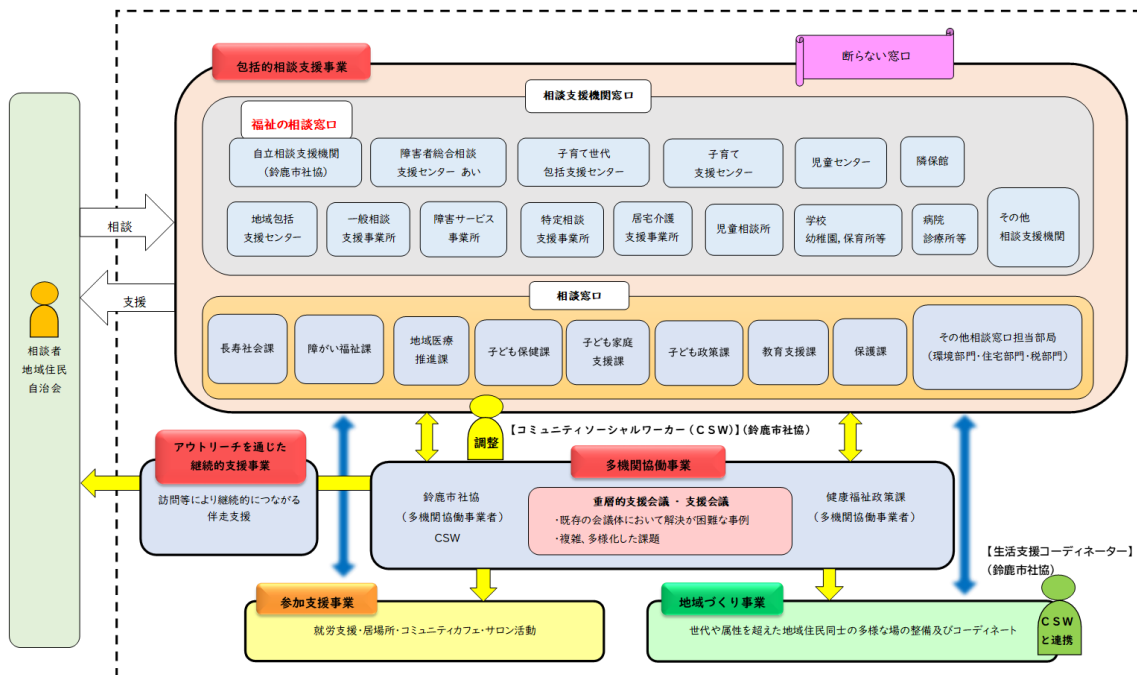 断らない窓口
包括的相談支援事業
相談支援機関窓口
福祉の相談窓口
自立相談支援機関
(鈴鹿市社協)
障害者総合相談
支援センター あい
子育て世代
包括支援センター
子育て
支援センター
児童センター
隣保館
地域包括
支援センター
一般相談
支援事業所
障害サービス
事業所
特定相談
支援事業所
居宅介護
支援事業所
児童相談所
学校
幼稚園,保育所等
病院
診療所等
その他
相談支援機関
相談
支援
相談者
地域住民
自治会
相談窓口
長寿社会課
障がい福祉課
地域医療
推進課
子ども保健課
子ども家庭
支援課
子ども政策課
教育支援課
保護課
その他相談窓口担当部局
(環境部門・住宅部門・税部門)
調整
【コミュニティソーシャルワーカー(CSW)】(鈴鹿市社協)
アウトリーチを通じた
継続的支援事業
訪問等により継続的につながる
伴走支援
多機関協働事業
鈴鹿市社協
(多機関協働事業者)
CSW
重層的支援会議 ・ 支援会議
・既存の会議体において解決が困難な事例
・複雑、多様化した課題
健康福祉政策課
(多機関協働事業者)
【生活支援コーディネーター】
(鈴鹿市社協)
参加支援事業
就労支援・居場所・コミュニティカフェ・サロン活動
地域づくり事業
世代や属性を超えた地域住民同士の多様な場の整備及びコーディネート
CSW
と連携